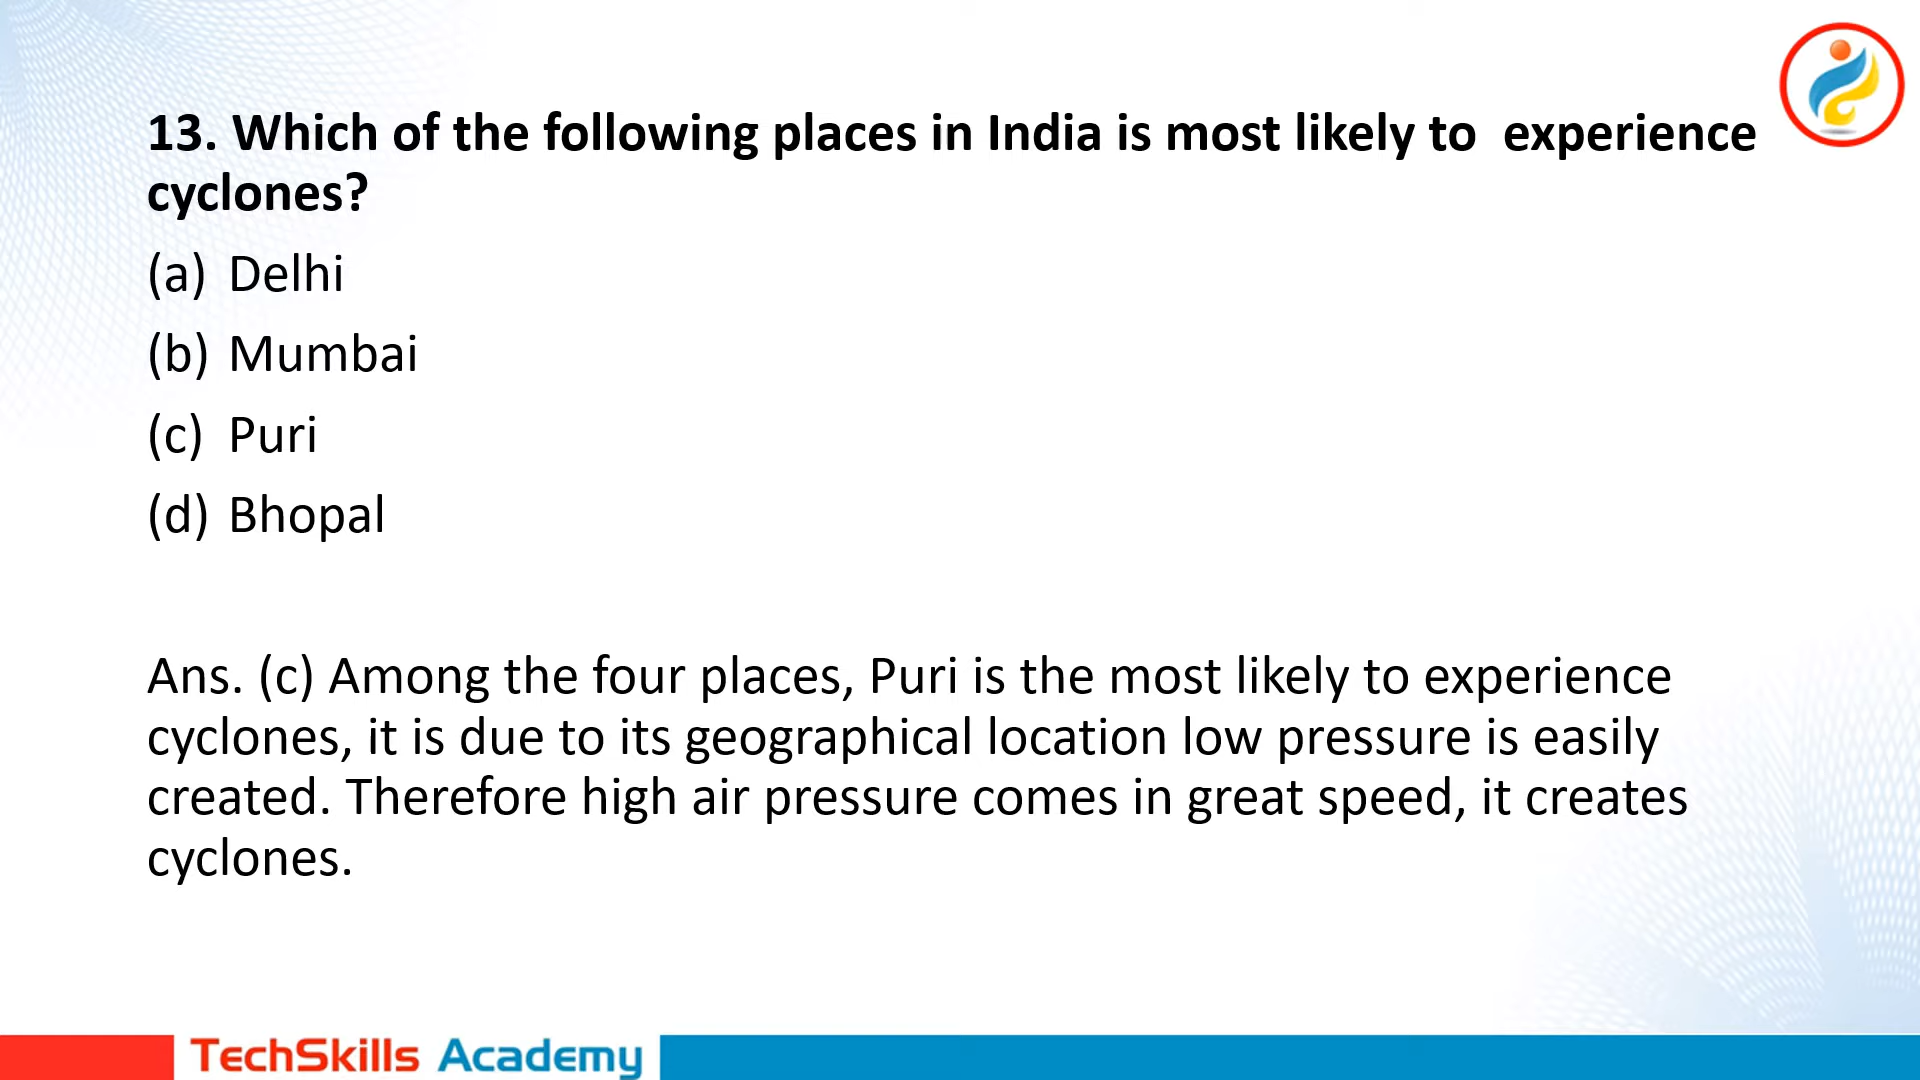 13. Which of the following places in India is most likely to  experience
cyclones?
(a) Delhi
(b) Mumbai
(c) Puri
(d) Bhopal
Ans. (c) Among the four places, Puri is the most likely to experience
cyclones, it is due to its geographical location low pressure is easily
created. Therefore high air pressure comes in great speed, it creates
cyclones.
TechSkills Academy